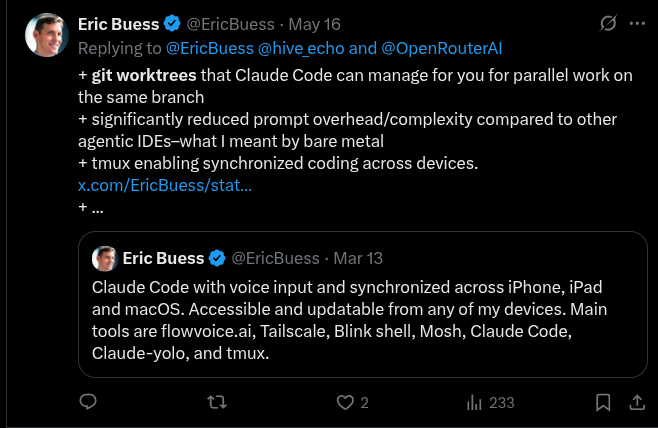 Eric Buess @EricBuess · May 16
Replying to @EricBuess @hive_echo and @OpenRouterAI
+ git worktrees that Claude Code can manage for you for parallel work on
the same branch
+ significantly reduced prompt overhead/complexity compared to other
agentic IDEs–what I meant by bare metal
+ tmux enabling synchronized coding across devices.
x.com/EricBuess/stat...
+ ...
Eric Buess @EricBuess · Mar 13
Claude Code with voice input and synchronized across iPhone, iPad
and macOS. Accessible and updatable from any of my devices. Main
tools are flowvoice.ai, Tailscale, Blink shell, Mosh, Claude Code,
Claude-yolo, and tmux.
2 233